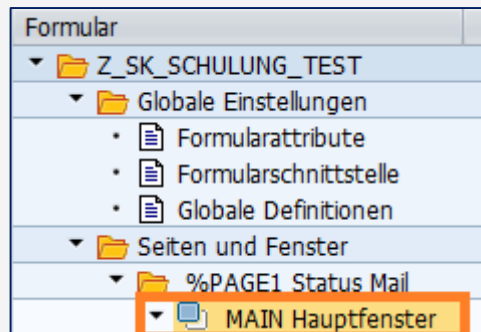 Formular
Z_SK_SCHULUNG_TEST
Globale Einstellungen
Formularattribute
Formularschnittstelle
Globale Definitionen
Seiten und Fenster
%PAGE1 Status Mail
MAIN Hauptfenster